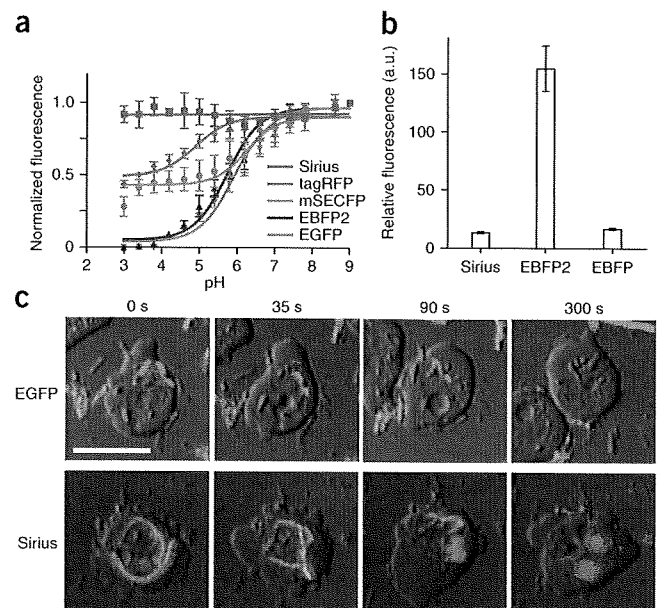 a
Normalized fluorescence
1.0
0.5
0
2 3 4 5 6 7 8 9
pH
Sirius
tagRFP
mSECFP
EBFP2
EGFP
b
Relative fluorescence (a.u.)
150
100
50
0
Sirius EBFP2 EBFP
c
0 s 35 s 90 s 300 s
EGFP
Sirius